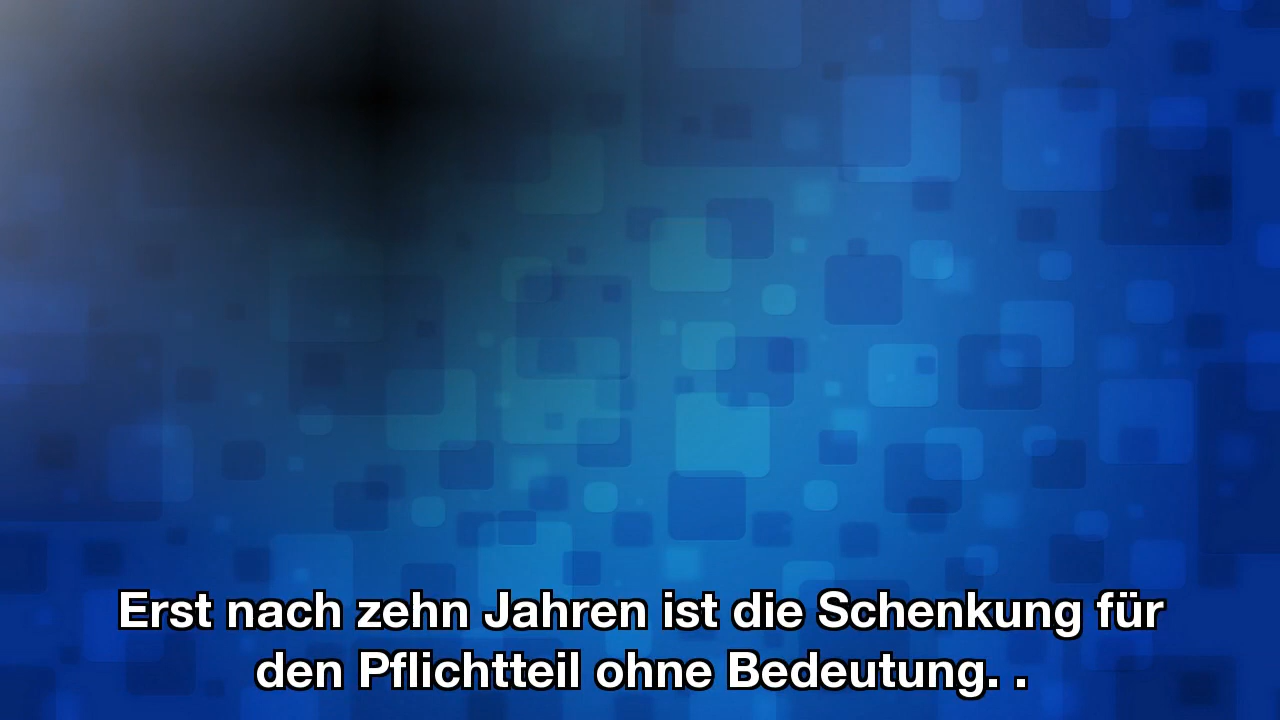 Erst nach zehn Jahren ist die Schenkung für
den Pflichtteil ohne Bedeutung. .